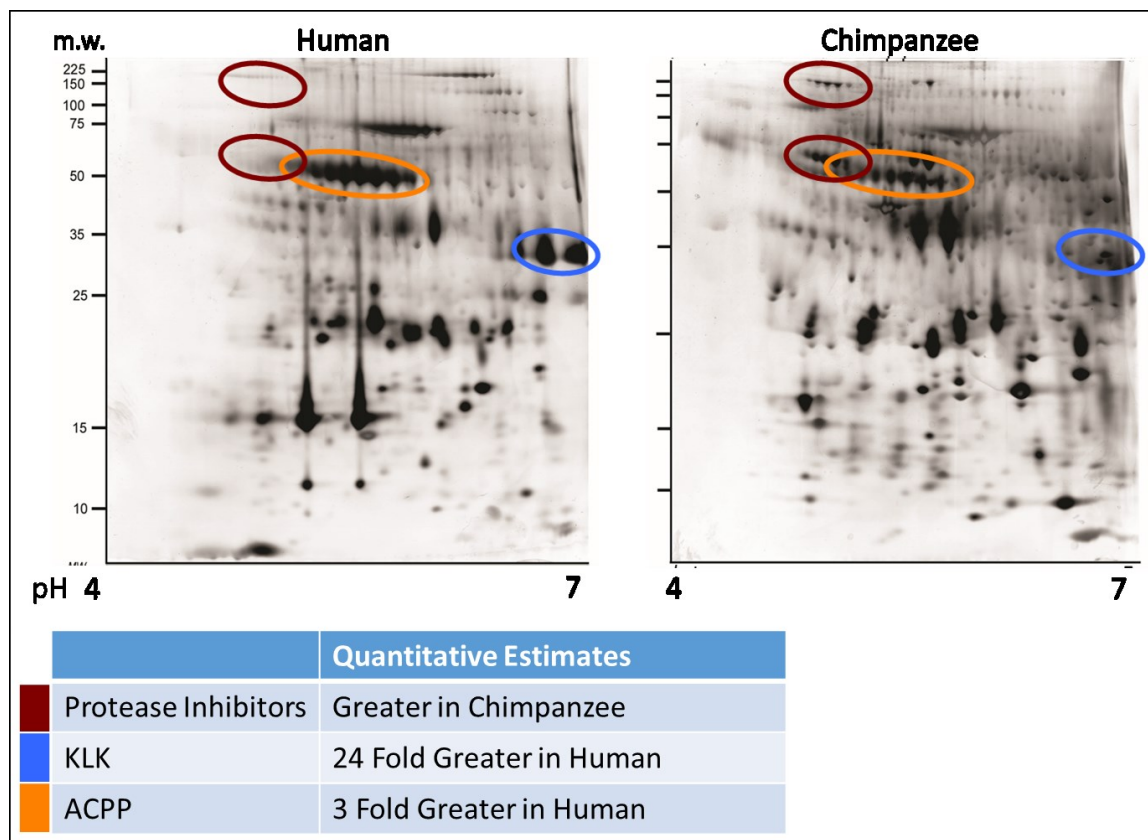 m.w.
Human
Chimpanzee
225
150
100
75
50
35
25
15
10
pH 4
7
4
7
Quantitative Estimates
Protease Inhibitors Greater in Chimpanzee
KLK 24 Fold Greater in Human
ACPP 3 Fold Greater in Human